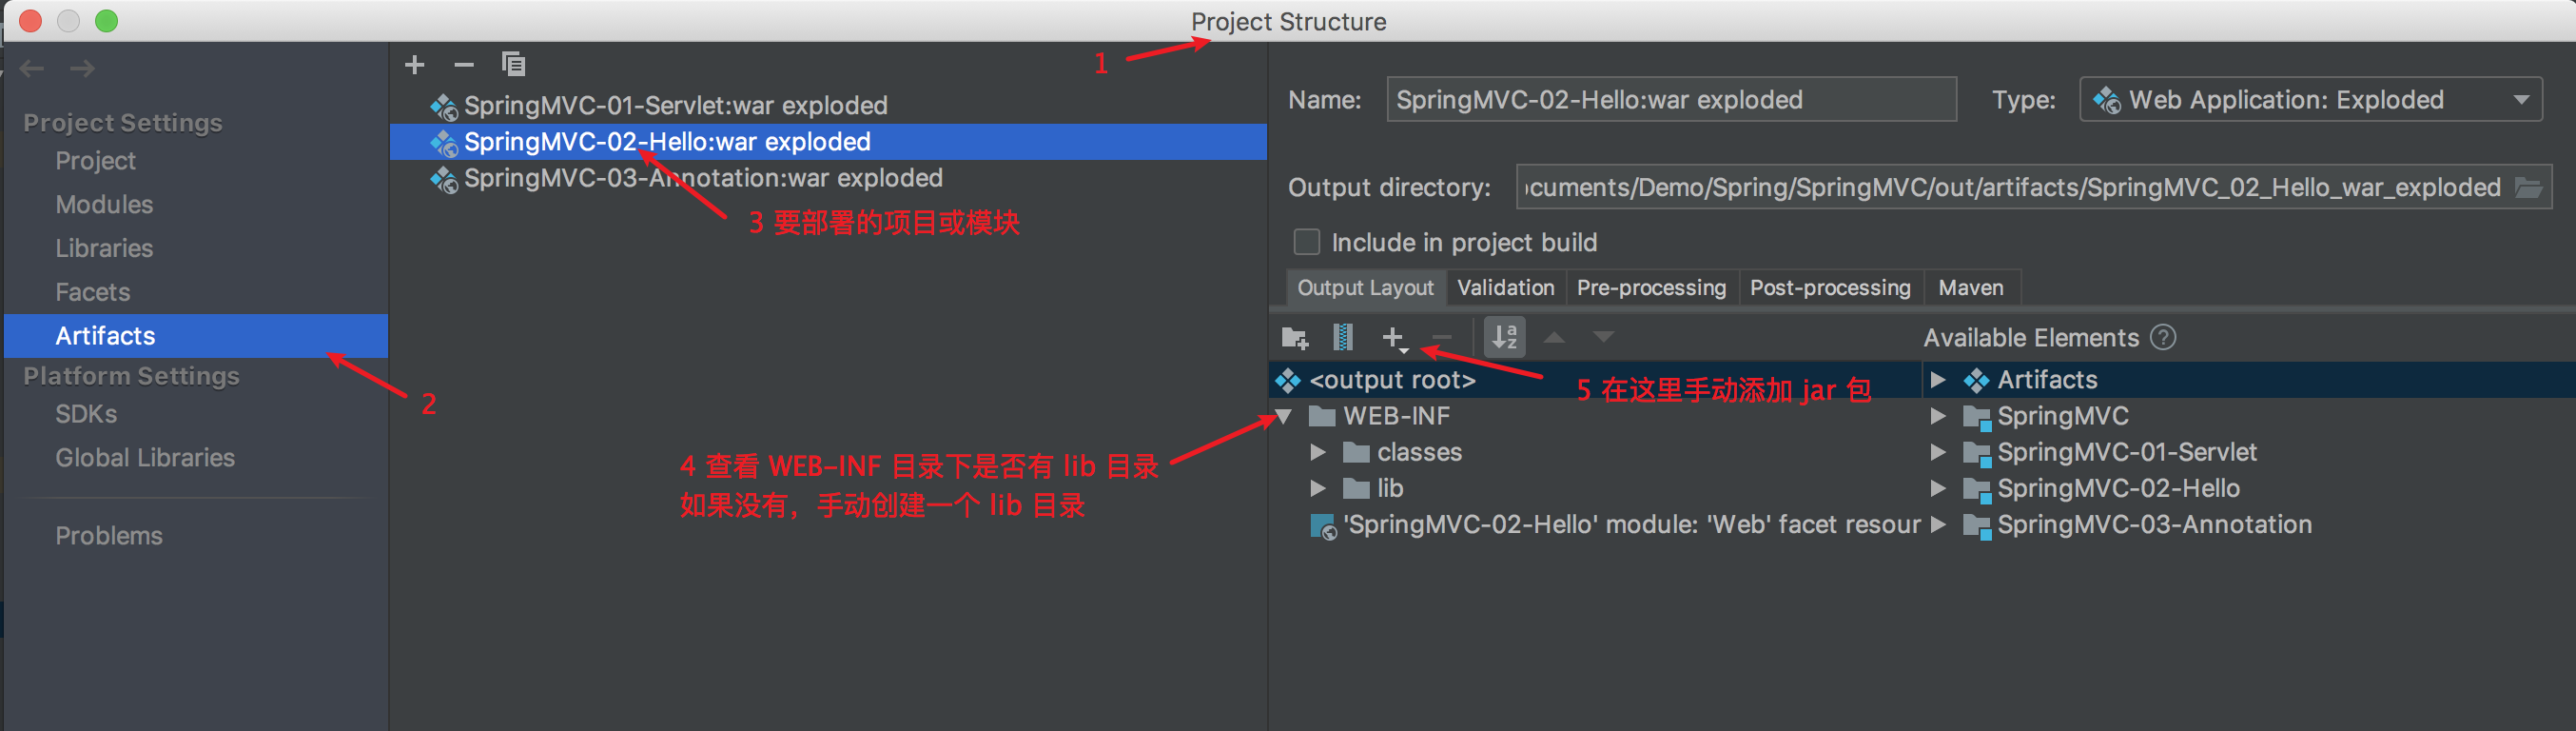 Project Structure
1
Project Settings
Project
Modules
Libraries
Facets
Artifacts
2
Platform Settings
SDKs
Global Libraries
Problems
SpringMVC-01-Servlet:war exploded
SpringMVC-02-Hello:war exploded
SpringMVC-03-Annotation:war exploded
3 要部署的项目或模块
4 查看 WEB-INF 目录下是否有 lib 目录
如果没有，手动创建一个 lib 目录
Name: SpringMVC-02-Hello:war exploded Type: Web Application: Exploded
Output directory: ocuments/Demo/Spring/SpringMVC/out/artifacts/SpringMVC_02_Hello_war_exploded
Include in project build
Output Layout Validation Pre-processing Post-processing Maven
Available Elements ?
<output root>
5 在这里手动添加 jar 包
WEB-INF
classes
lib
'SpringMVC-02-Hello' module: 'Web' facet resour
Artifacts
SpringMVC
SpringMVC-01-Servlet
SpringMVC-02-Hello
SpringMVC-03-Annotation